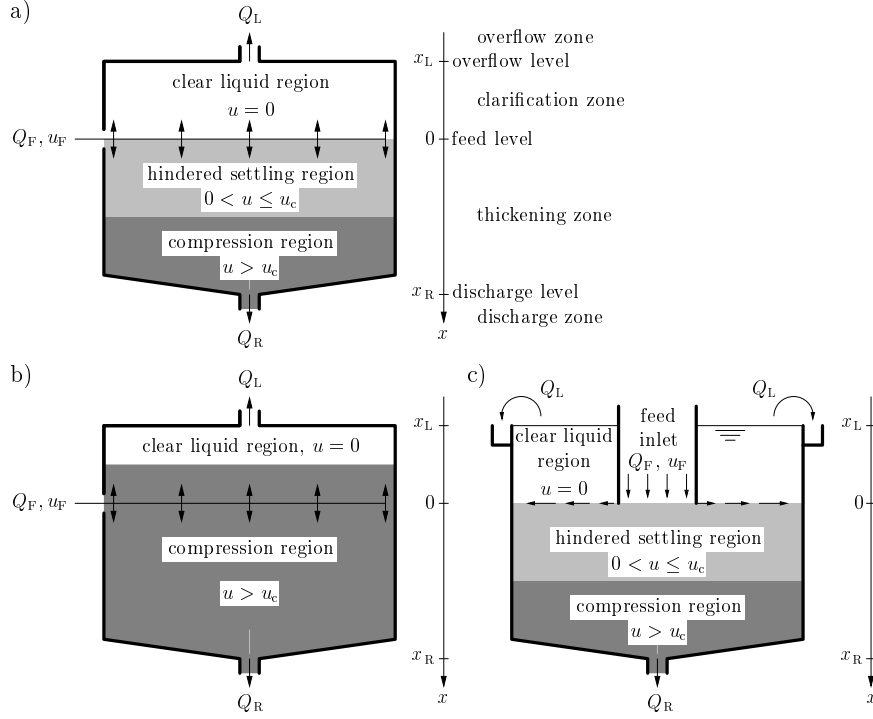 a)
Q_L
overflow zone
x_L overflow level
clear liquid region
u = 0
clarification zone
Q_F, u_F
0 feed level
hindered settling region
0 < u ≤ u_c
thickening zone
compression region
u > u_c
x_R discharge level
discharge zone
Q_R
x
b)
Q_L
x_L
clear liquid region, u = 0
Q_F, u_F
0
compression region
u > u_c
x_R
Q_R
x
c)
Q_L
Q_L
feed
inlet
Q_F, u_F
x_L
clear liquid
region
u = 0
0
hindered settling region
0 < u ≤ u_c
compression region
u > u_c
x_R
Q_R
x